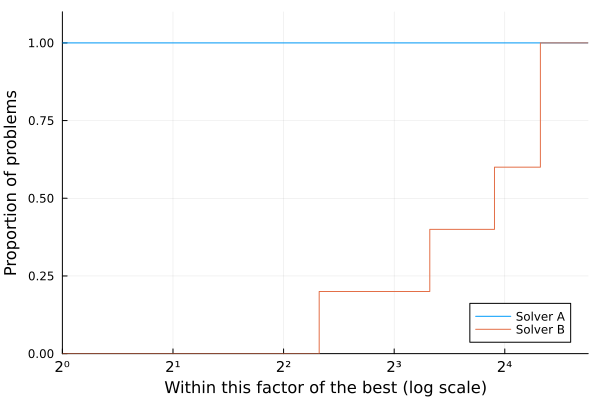 Proportion of problems
1.00
0.75
0.50
0.25
0.00
2⁰ 2¹ 2² 2³ 2⁴
Within this factor of the best (log scale)
Solver A
Solver B